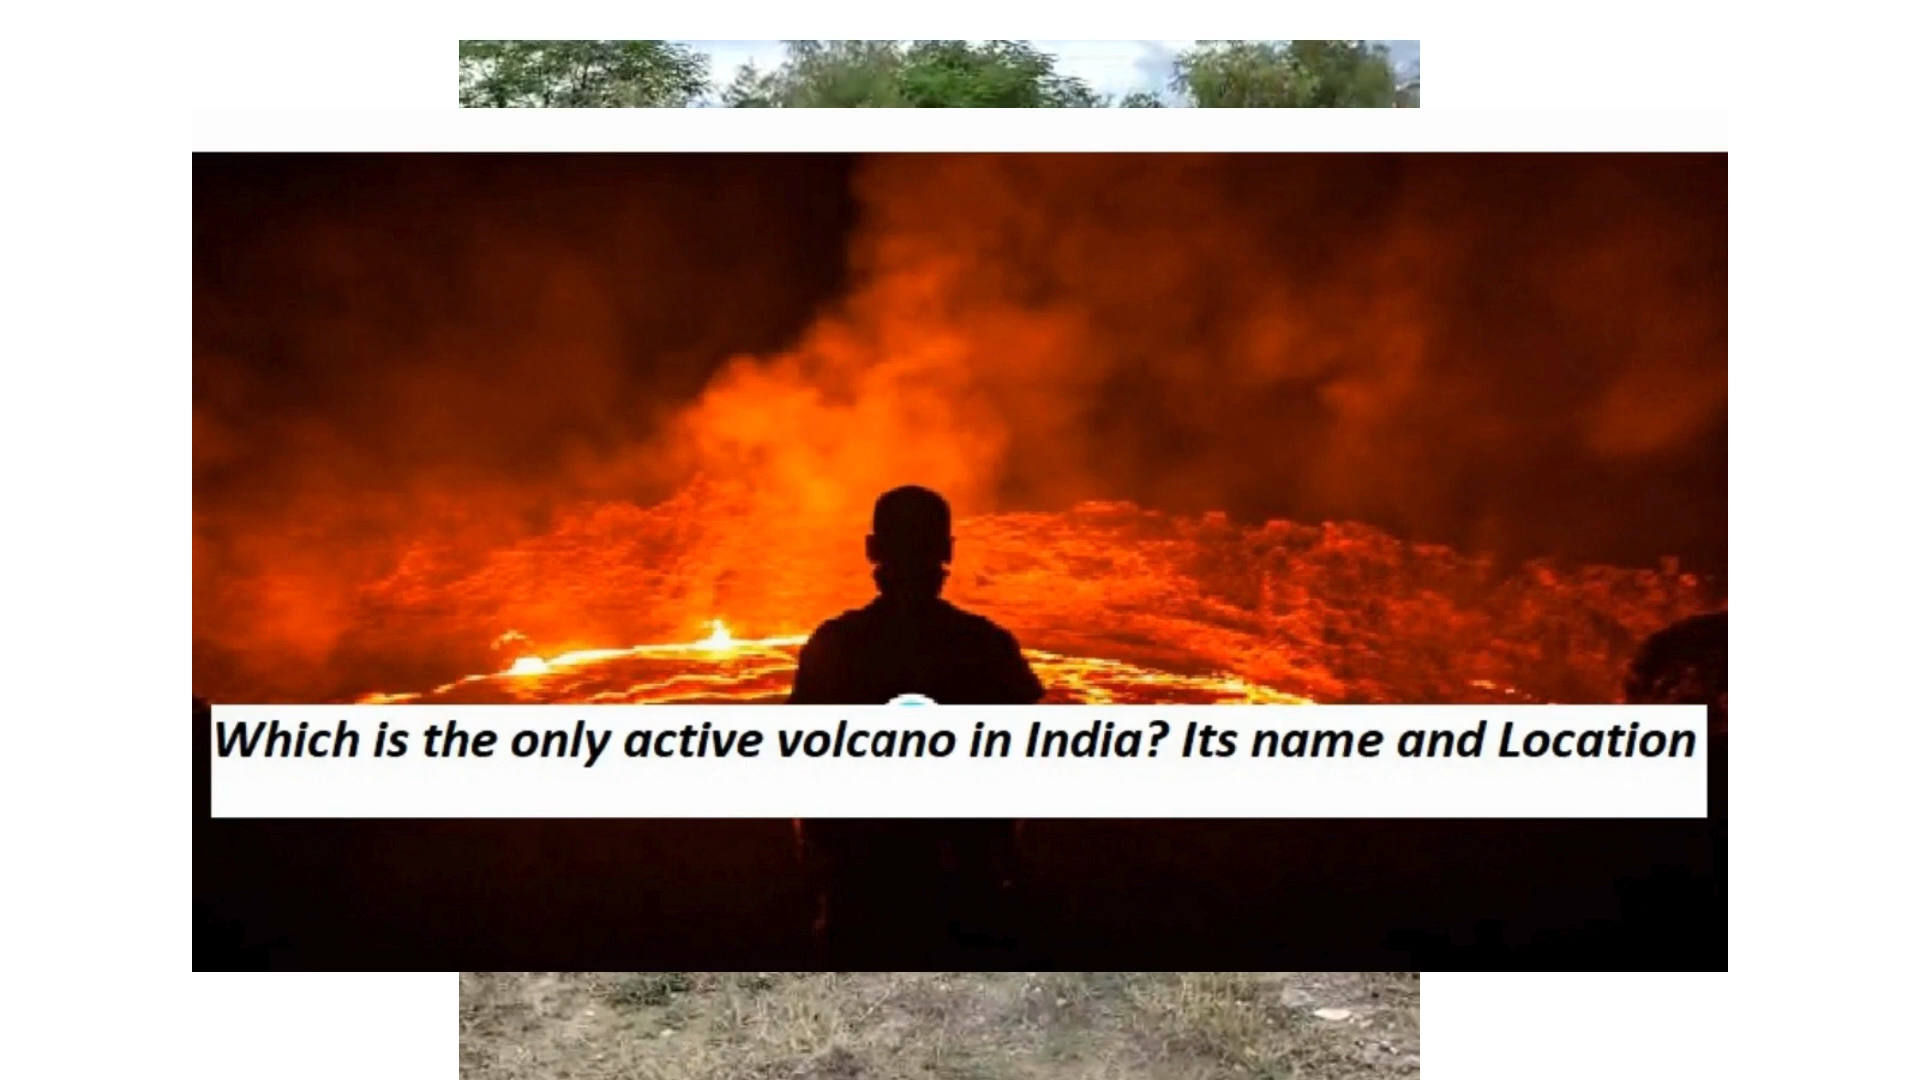 Which is the only active volcano in India? Its name and Location